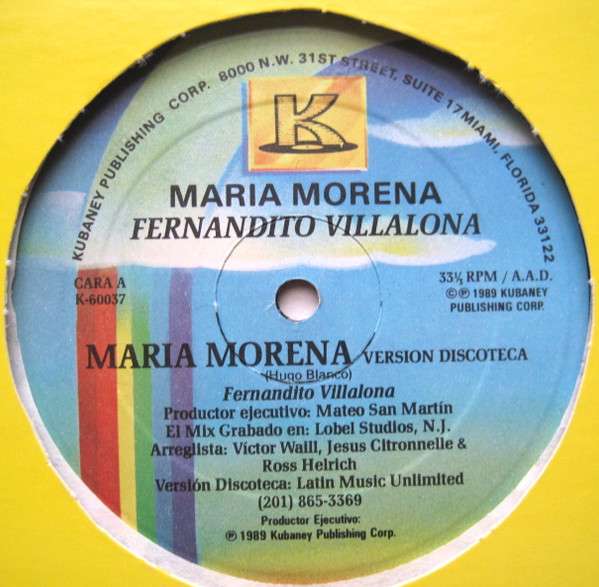 KUBANEY PUBLISHING CORP. 8000 N.W. 31ST STREET, SUITE 17 MIAMI, FLORIDA 33122
K
MARIA MORENA
FERNANDITO VILLALONA
CARA A
K-60037
33⅓ RPM / A.A.D.
©℗ 1989 KUBANEY
PUBLISHING CORP.
MARIA MORENA VERSION DISCOTECA
(Hugo Blanco)
Fernandito Villalona
Productor ejecutivo: Mateo San Martín
El Mix Grabado en: Lobel Studios, N.J.
Arreglista: Víctor Waill, Jesus Citronnelle &
Ross Helrich
Versión Discoteca: Latin Music Unlimited
(201) 865-3369
Productor Ejecutivo:
℗ 1989 Kubaney Publishing Corp.